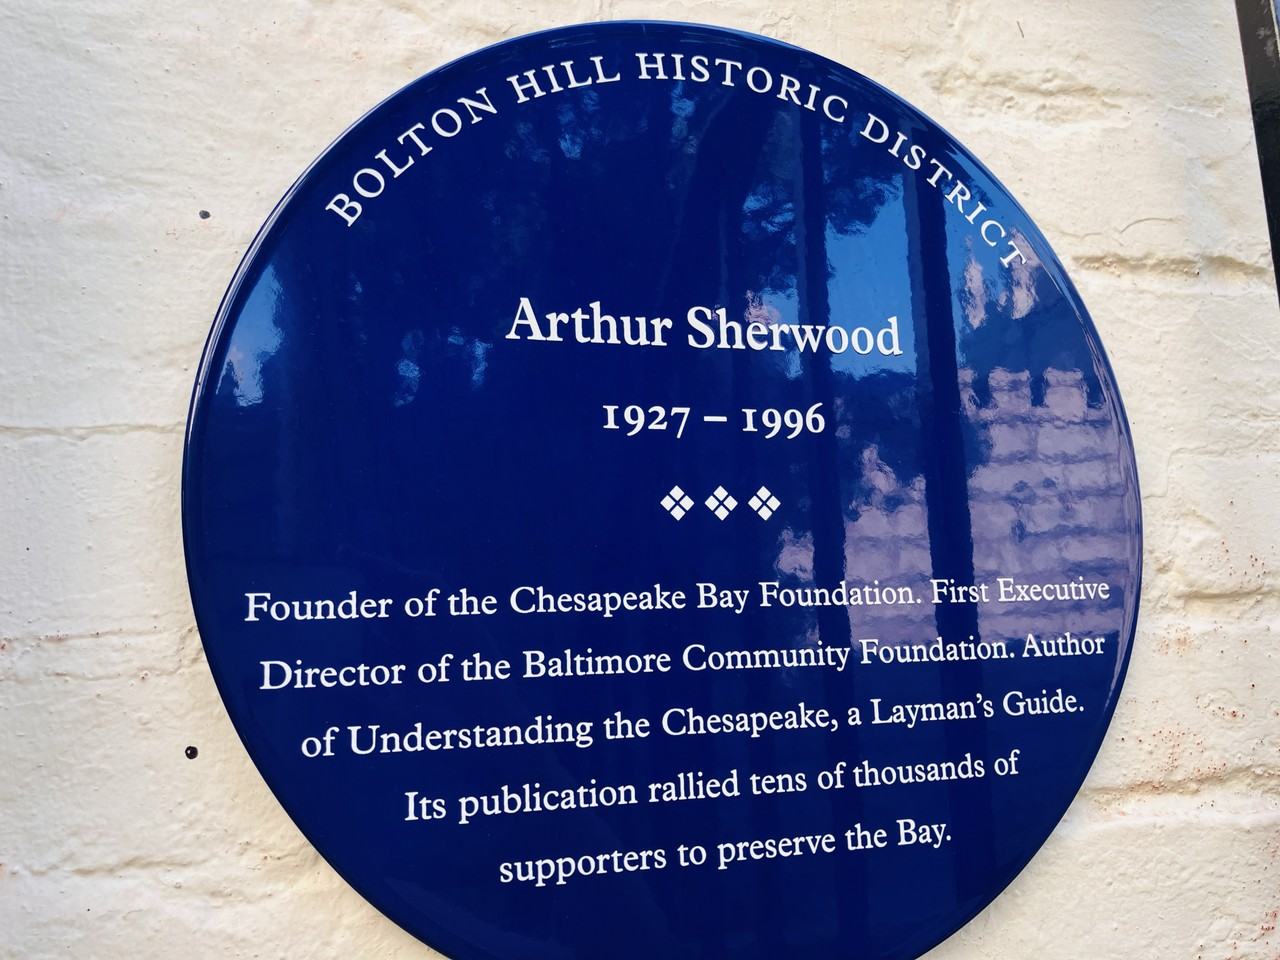 BOLTON HILL HISTORIC DISTRICT
Arthur Sherwood
1927 – 1996
Founder of the Chesapeake Bay Foundation. First Executive
Director of the Baltimore Community Foundation. Author
of Understanding the Chesapeake, a Layman's Guide.
Its publication rallied tens of thousands of
supporters to preserve the Bay.